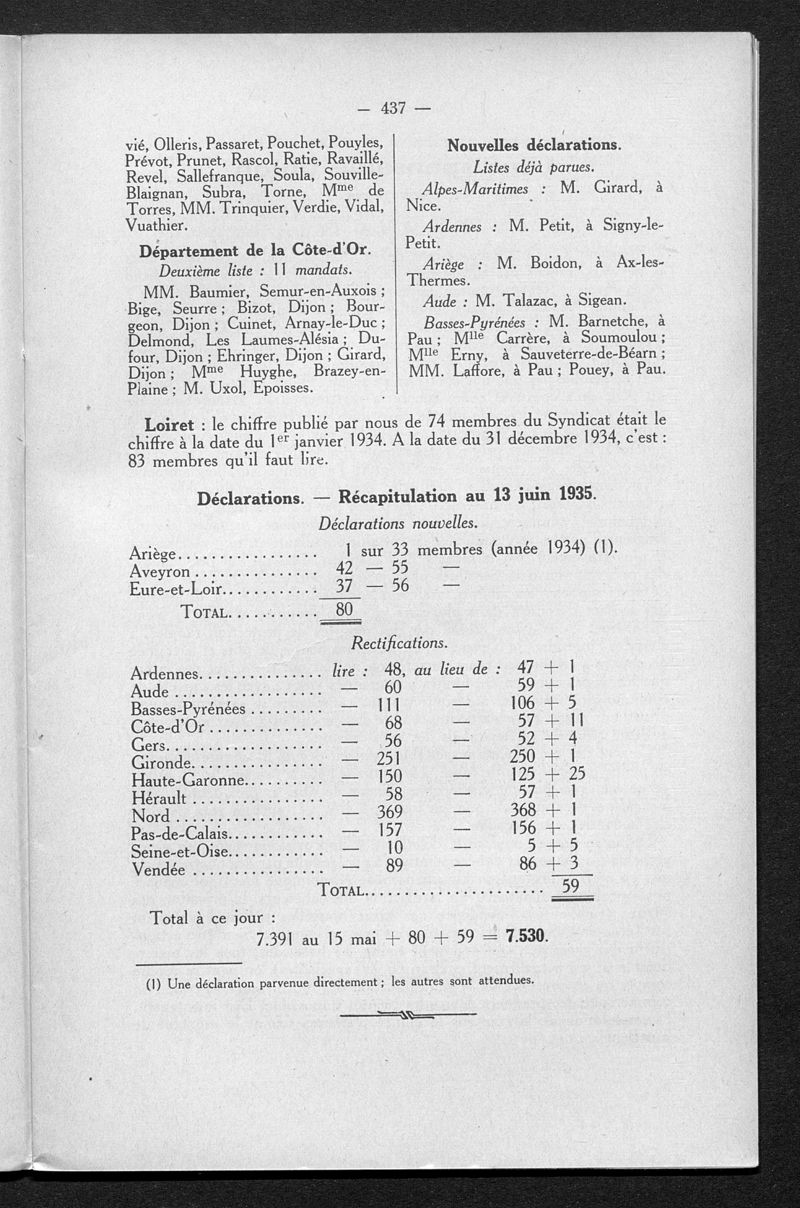 — 437 —
vié, Olleris, Passaret, Pouchet, Pouyles,
Prévot, Prunet, Rascol, Ratie, Ravaillé,
Revel, Sallefranque, Soula, Souville-
Blaignan, Subra, Torne, Mme de
Torres, MM. Trinquier, Verdie, Vidal,
Vuathier.
Département de la Côte-d'Or.
Deuxième liste : 11 mandats.
MM. Baumier, Semur-en-Auxois ;
Bige, Seurre ; Bizot, Dijon ; Bour-
geon, Dijon ; Cuinet, Arnay-le-Duc ;
Delmond, Les Laumes-Alésia ; Du-
four, Dijon ; Ehringer, Dijon ; Girard,
Dijon ; Mme Huyghe, Brazey-en-
Plaine ; M. Uxol, Epoisses.
Nouvelles déclarations.
Listes déjà parues.
Alpes-Maritimes : M. Girard, à
Nice.
Ardennes : M. Petit, à Signy-le-
Petit.
Ariège : M. Boidon, à Ax-les-
Thermes.
Aude : M. Talazac, à Sigean.
Basses-Pyrénées : M. Barnetche, à
Pau ; Mlle Carrère, à Soumoulou ;
Mlle Erny, à Sauveterre-de-Béarn ;
MM. Laffore, à Pau ; Pouey, à Pau.
Loiret : le chiffre publié par nous de 74 membres du Syndicat était le
chiffre à la date du 1er janvier 1934. A la date du 31 décembre 1934, c'est :
83 membres qu'il faut lire.
Déclarations. — Récapitulation au 13 juin 1935.
Déclarations nouvelles.
Ariège................. 1 sur 33 membres (année 1934) (1).
Aveyron............... 42 — 55 —
Eure-et-Loir............ 37 — 56 —
TOTAL........... 80
Rectifications.
Ardennes............... lire : 48, au lieu de : 47 + 1
Aude.................. — 60 — 59 + 1
Basses-Pyrénées......... — 111 — 106 + 5
Côte-d'Or.............. — 68 — 57 + 11
Gers................... — 56 — 52 + 4
Gironde................ — 251 — 250 + 1
Haute-Garonne.......... — 150 — 125 + 25
Hérault................ — 58 — 57 + 1
Nord.................. — 369 — 368 + 1
Pas-de-Calais............ — 157 — 156 + 1
Seine-et-Oise............ — 10 — 5 + 5
Vendée................ — 89 — 86 + 3
TOTAL...................... 59
Total à ce jour :
7.391 au 15 mai + 80 + 59 = 7.530.
(1) Une déclaration parvenue directement ; les autres sont attendues.